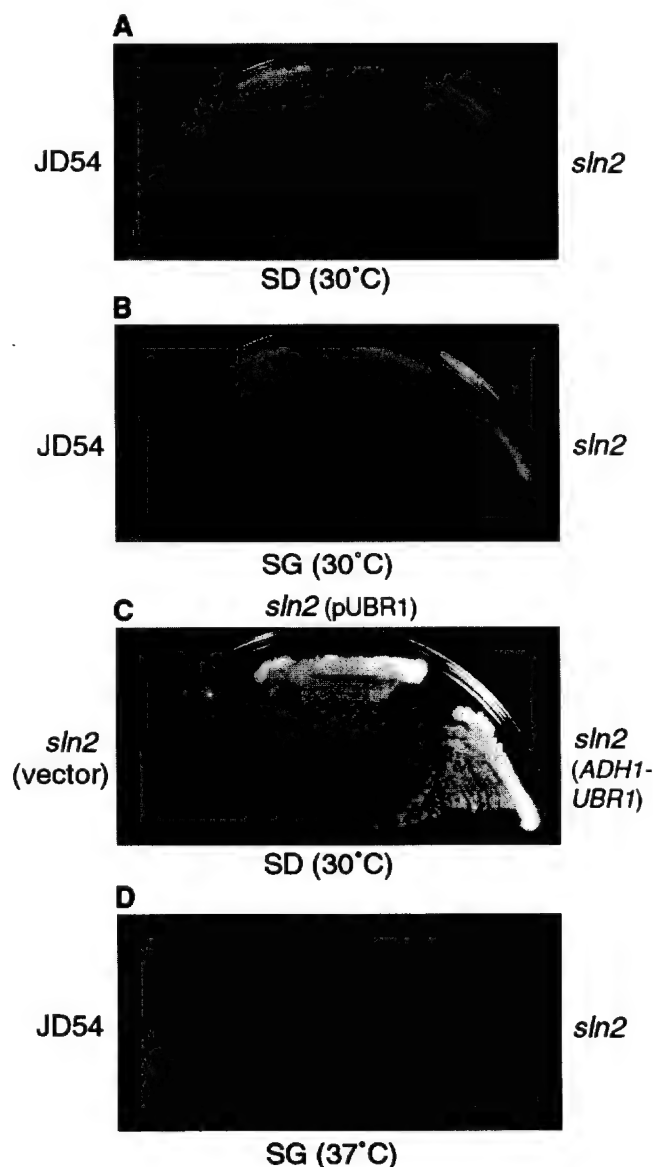 A
JD54
sln2
SD (30˚C)
B
JD54
sln2
SG (30˚C)
C
sln2 (pUBR1)
sln2
(vector)
sln2
(ADH1-
UBR1)
SD (30˚C)
D
JD54
sln2
SG (37˚C)